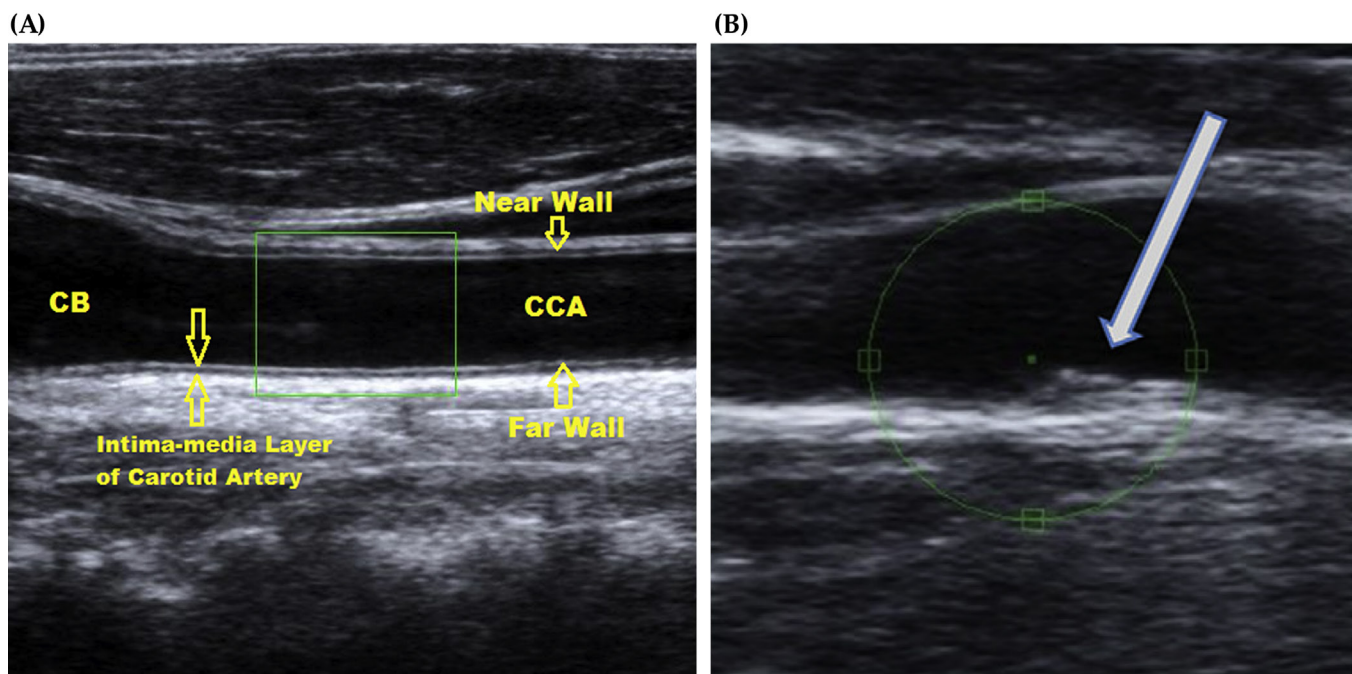 (A)
(B)
Near Wall
CB
CCA
Far Wall
Intima-media Layer
of Carotid Artery